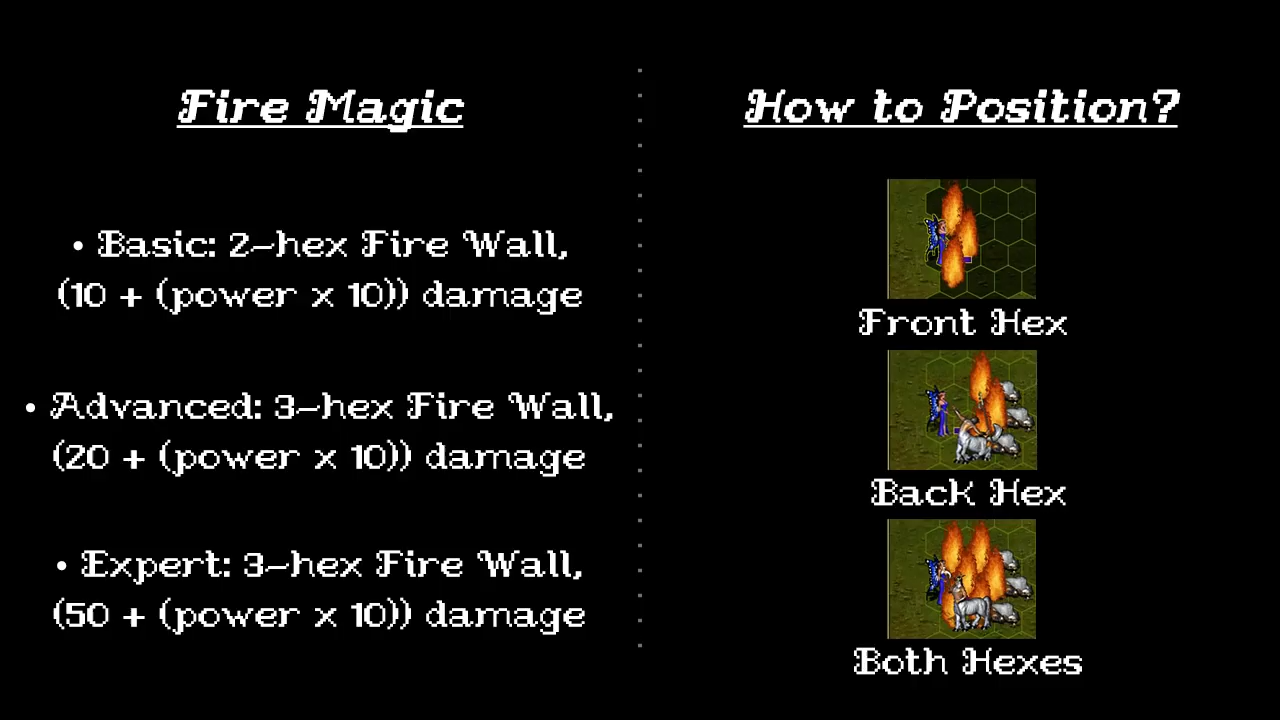 Fire Magic
• Basic: 2-hex Fire Wall,
(10 + (power x 10)) damage
• Advanced: 3-hex Fire Wall,
(20 + (power x 10)) damage
• Expert: 3-hex Fire Wall,
(50 + (power x 10)) damage
How to Position?
Front Hex
Back Hex
Both Hexes